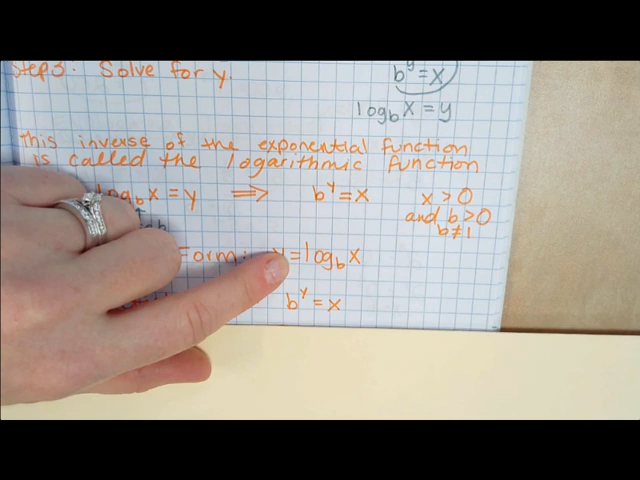 Step 3: Solve for y.
b^y = x
log_b x = y
This inverse of the exponential function
is called the logarithmic function
log_b x = y ⟹ b^y = x x > 0
and b > 0
b ≠ 1
Form: y = log_b x
b^y = x